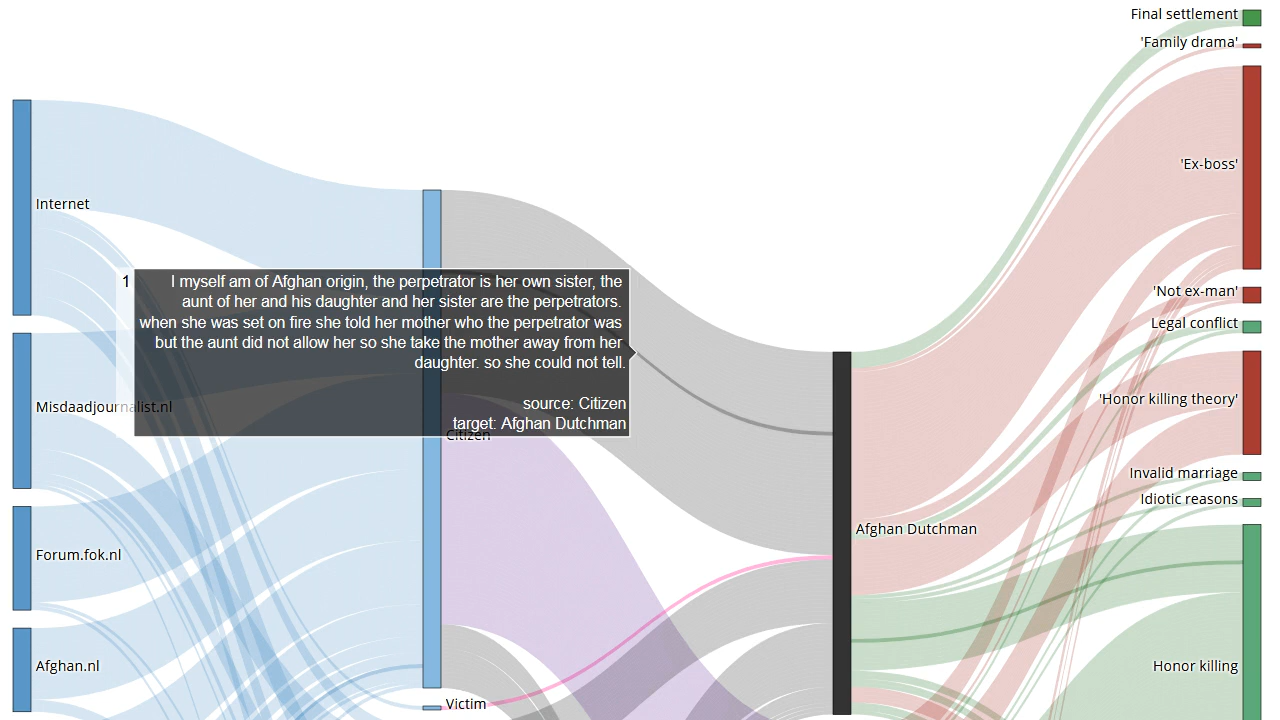 Final settlement
'Family drama'
'Ex-boss'
Internet
1
I myself am of Afghan origin, the perpetrator is her own sister, the
aunt of her and his daughter and her sister are the perpetrators.
when she was set on fire she told her mother who the perpetrator was
but the aunt did not allow her so she take the mother away from her
daughter. so she could not tell.
source: Citizen
target: Afghan Dutchman
'Not ex-man'
Legal conflict
'Honor killing theory'
Misdaadjournalist.nl
Citizen
Invalid marriage
Idiotic reasons
Afghan Dutchman
Forum.fok.nl
Afghan.nl
Honor killing
Victim